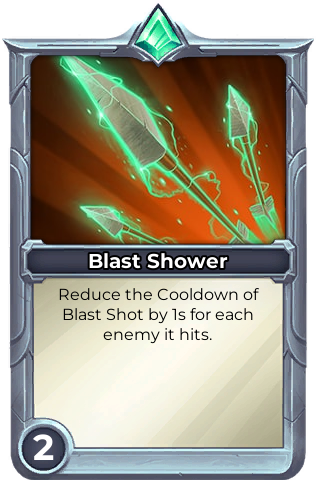 Blast Shower
Reduce the Cooldown of
Blast Shot by 1s for each
enemy it hits.
2